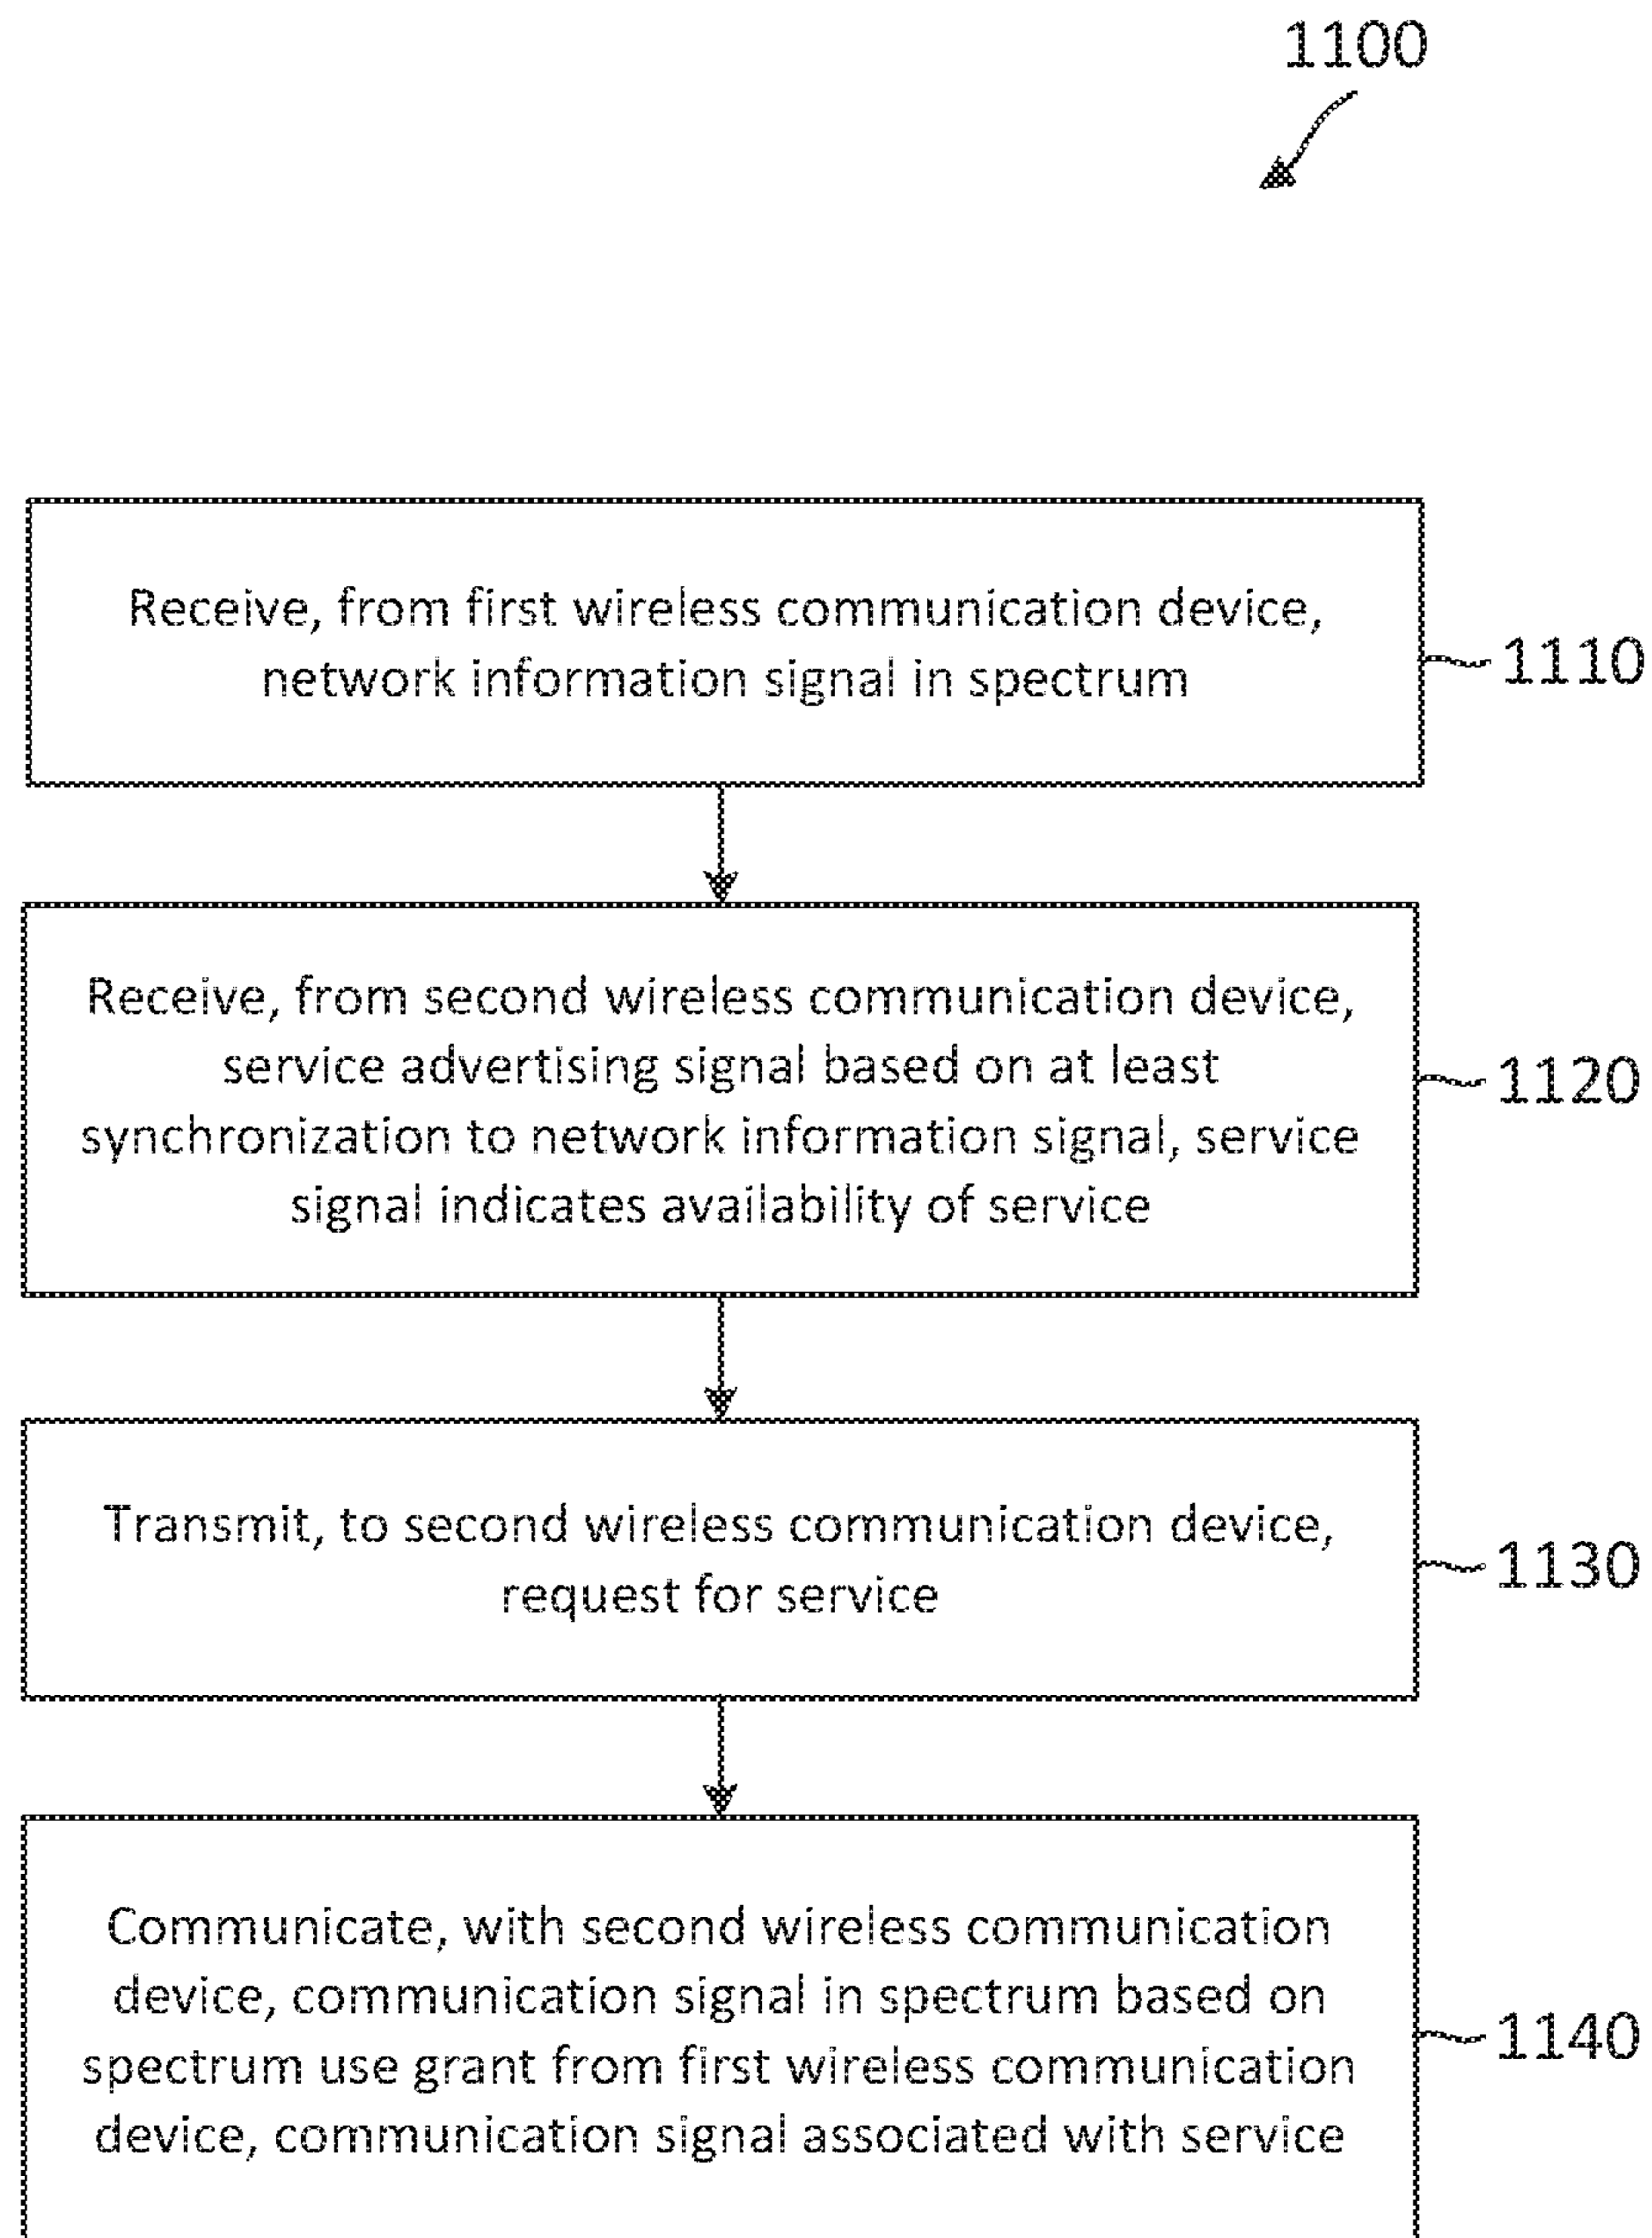 1100
Receive, from first wireless communication device,
network information signal in spectrum
1110
Receive, from second wireless communication device,
service advertising signal based on at least
synchronization to network information signal, service
signal indicates availability of service
1120
Transmit, to second wireless communication device,
request for service
1130
Communicate, with second wireless communication
device, communication signal in spectrum based on
spectrum use grant from first wireless communication
device, communication signal associated with service
1140